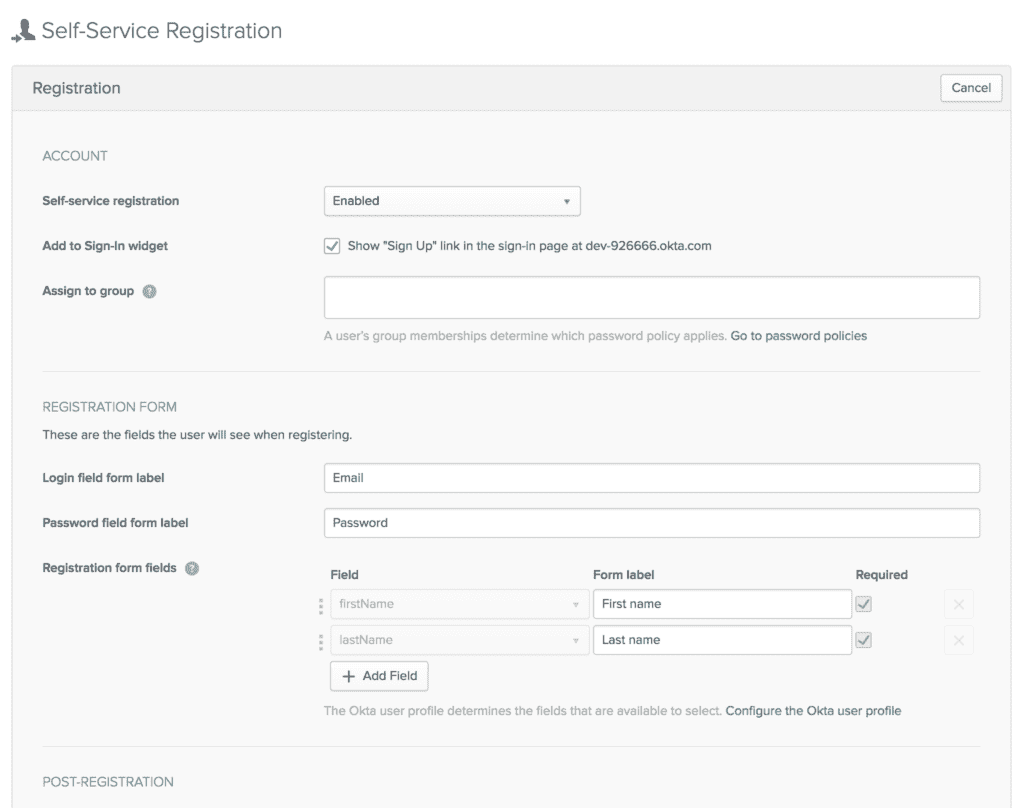 Self-Service Registration
Registration
Cancel
ACCOUNT
Self-service registration
Enabled
Add to Sign-In widget
Show "Sign Up" link in the sign-in page at dev-926666.okta.com
Assign to group ?
A user's group memberships determine which password policy applies. Go to password policies
REGISTRATION FORM
These are the fields the user will see when registering.
Login field form label
Email
Password field form label
Password
Registration form fields ?
Field Form label Required
firstName First name
lastName Last name
+ Add Field
The Okta user profile determines the fields that are available to select. Configure the Okta user profile
POST-REGISTRATION